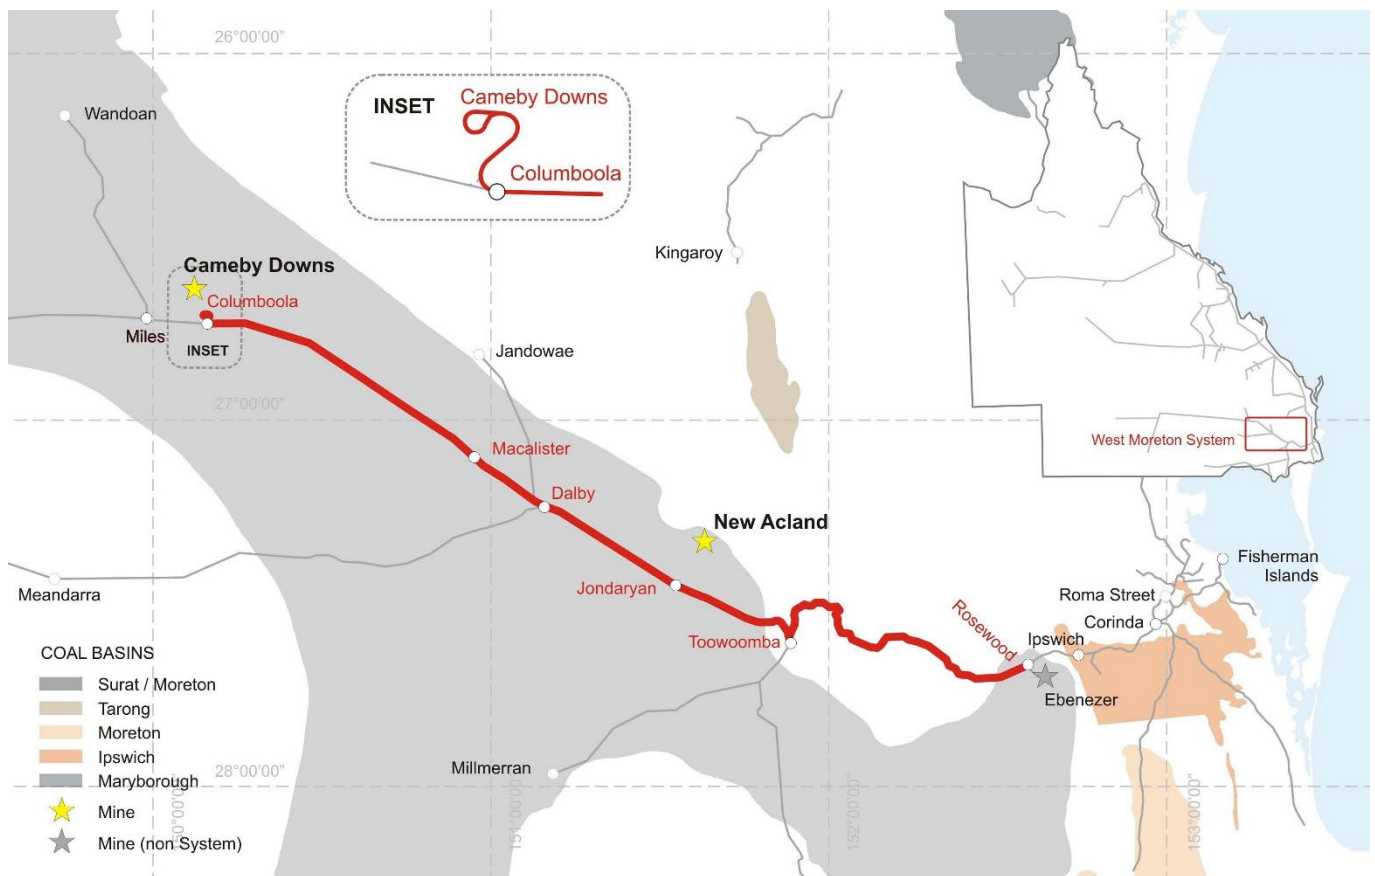 26°00'00"
Wandoan
INSET
Cameby Downs
Columboola
Kingaroy
Cameby Downs
Columboola
Miles
INSET
Jandowae
27°00'00"
West Moreton System
Macalister
Dalby
New Acland
Meandarra
Jondaryan
Toowoomba
Rosewood
Fisherman
Islands
Roma Street
Corinda
Ipswich
Ebenezer
COAL BASINS
Surat / Moreton
Tarong
Moreton
Ipswich
Maryborough
Mine
Mine (non System)
Millmerran
28°00'00"
151°00'00"
152°00'00"
153°00'00"